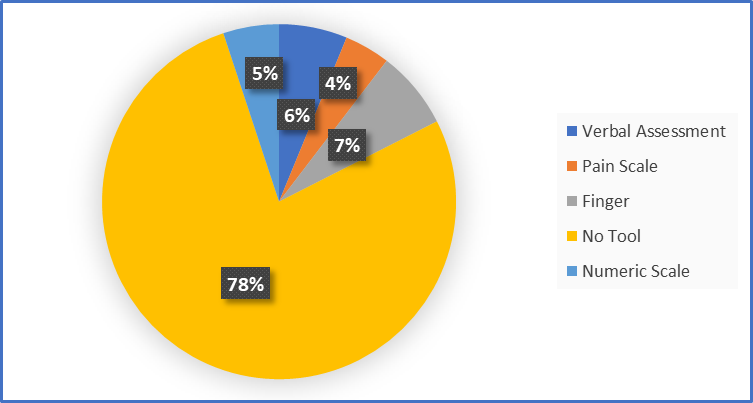 5%
4%
6%
7%
78%
Verbal Assessment
Pain Scale
Finger
No Tool
Numeric Scale